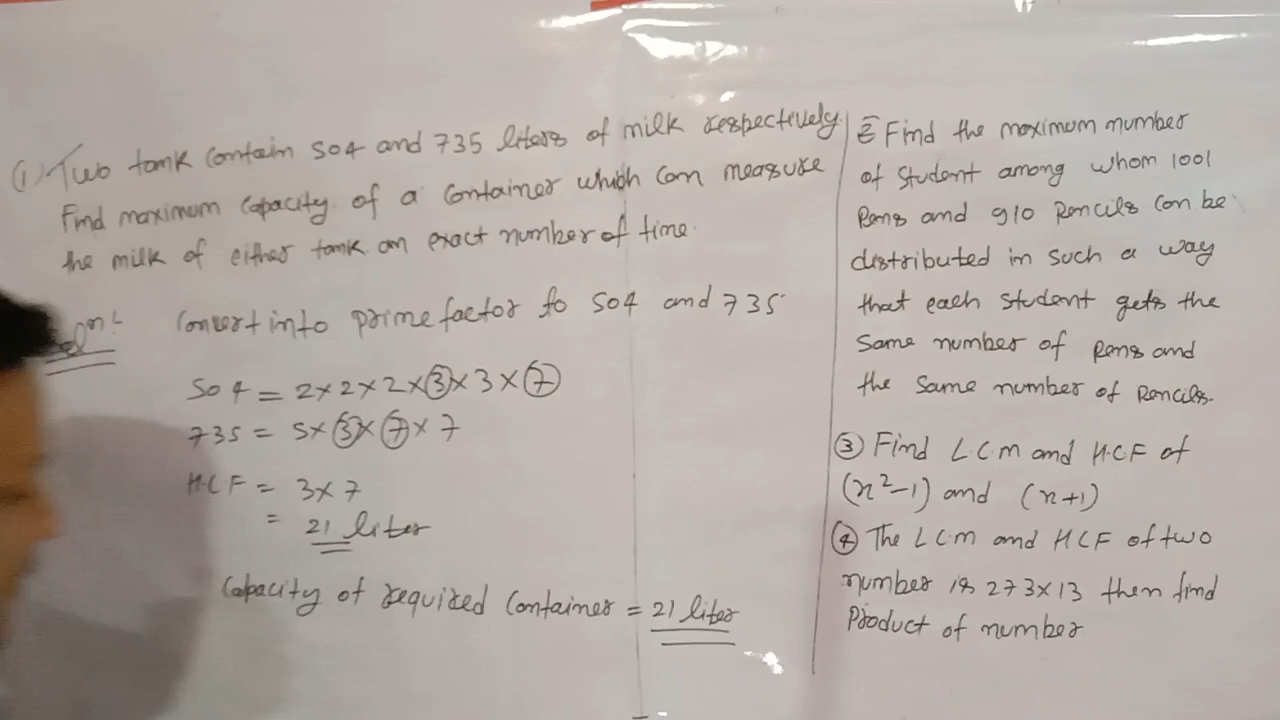 (1) Two tank contain 504 and 735 liters of milk respectively
Find maximum Capacity of a Container which can measure
the milk of either tank an exact number of time.
Soln:
Convert into prime factor to 504 and 735
504 = 2×2×2×3×3×7
735 = 5×3×7×7
H.C.F = 3×7
= 21 liter
Capacity of required Container = 21 liter
2 Find the maximum number
of Student among whom 1001
Pens and 910 Pencils Can be
distributed in such a way
that each student gets the
Same number of Pens and
the Same number of Pencils.
③ Find L.C.M and H.C.F of
(x²-1) and (x+1)
④ The LCM and HCF of two
number is 273×13 then find
Product of number